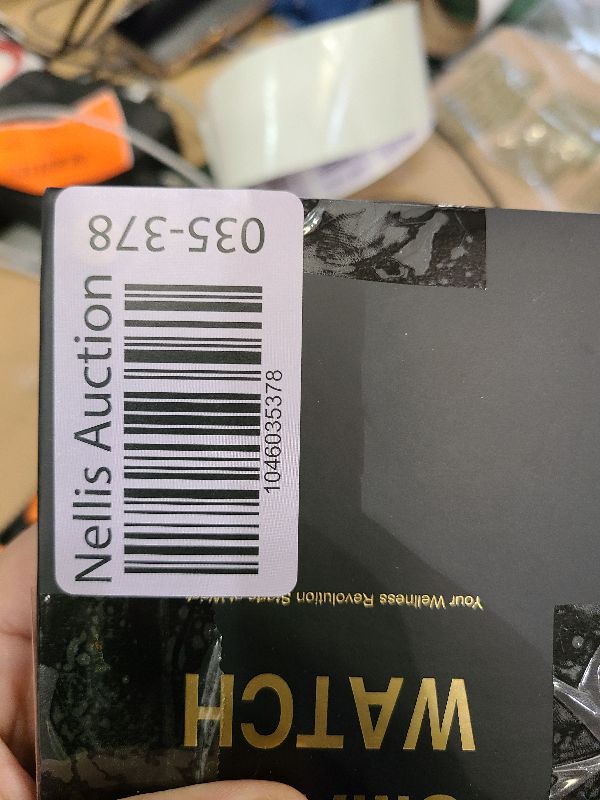 035-378
Nellis Auction
1046035378
Your Wellness Revolution Starts
WATCH